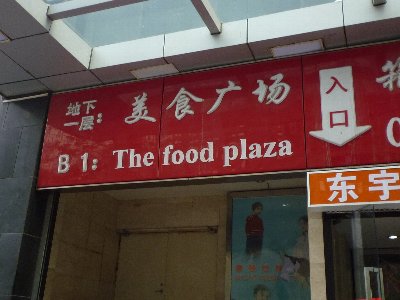 地下
一层：
美食广场
入口
B 1: The food plaza
东宇